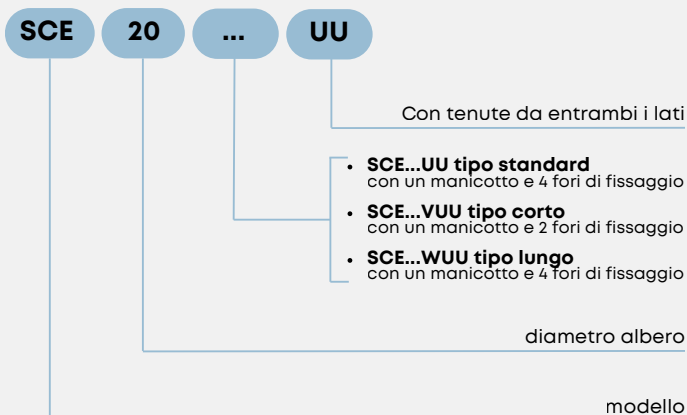 SCE 20 ... UU
Con tenute da entrambi i lati
• SCE...UU tipo standard
con un manicotto e 4 fori di fissaggio
• SCE...VUU tipo corto
con un manicotto e 2 fori di fissaggio
• SCE...WUU tipo lungo
con un manicotto e 4 fori di fissaggio
diametro albero
modello